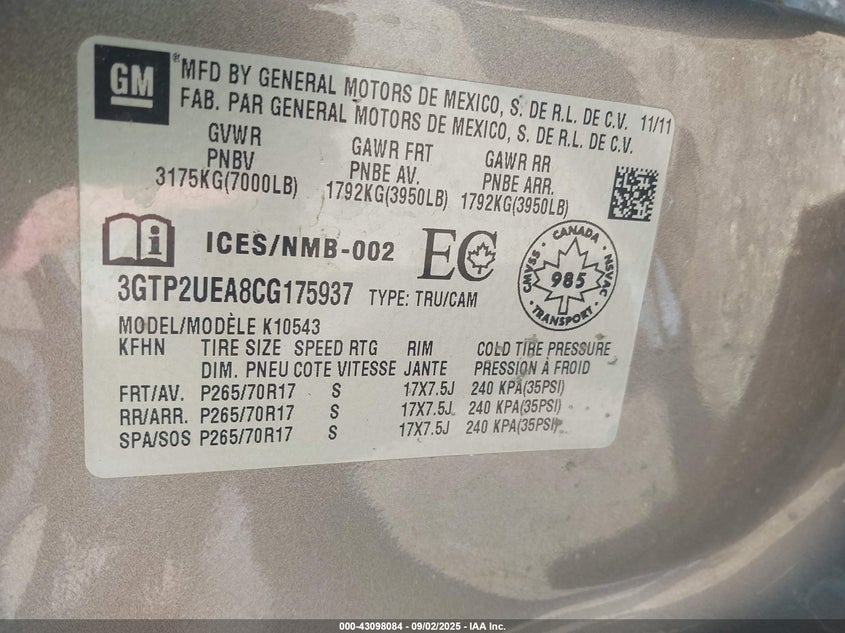 GM
® MFD BY GENERAL MOTORS DE MEXICO, S. DE R.L. DE C.V. 11/11
FAB. PAR GENERAL MOTORS DE MEXICO, S. DE R.L. DE C.V.
GVWR GAWR FRT GAWR RR
PNBV PNBE AV. PNBE ARR.
3175KG(7000LB) 1792KG(3950LB) 1792KG(3950LB)
i ICES/NMB-002 EC
CANADA
CMVSS NSVAC
985
TRANSPORT
3GTP2UEA8CG175937 TYPE: TRU/CAM
MODEL/MODÈLE K10543
KFHN TIRE SIZE SPEED RTG RIM COLD TIRE PRESSURE
DIM. PNEU COTE VITESSE JANTE PRESSION À FROID
FRT/AV. P265/70R17 S 17X7.5J 240 KPA(35PSI)
RR/ARR. P265/70R17 S 17X7.5J 240 KPA(35PSI)
SPA/SOS P265/70R17 S 17X7.5J 240 KPA(35PSI)
000-43098084 - 09/02/2025 - IAA Inc.